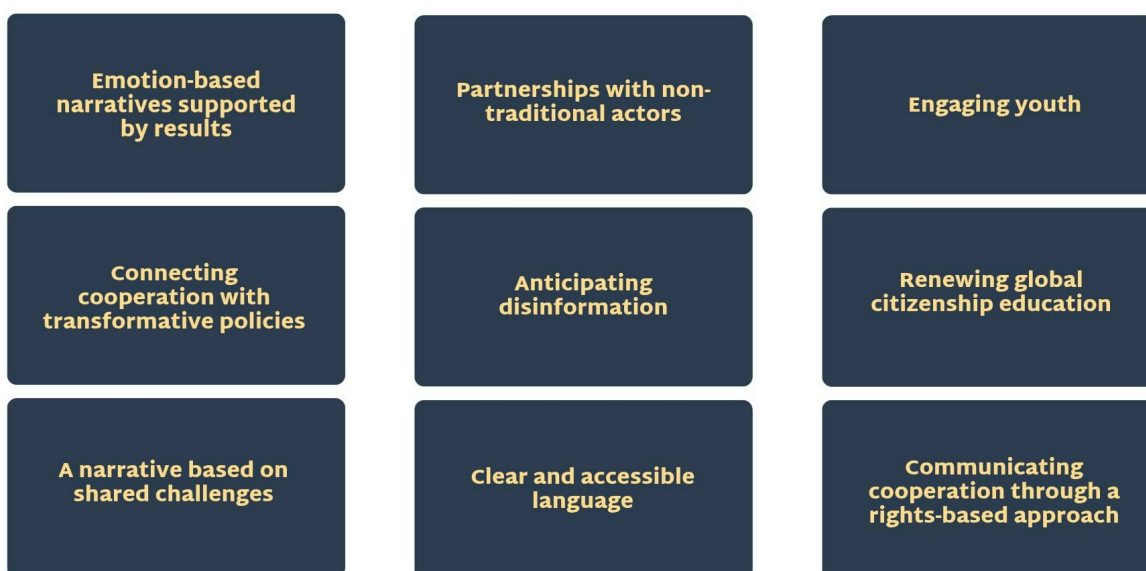 Emotion-based
narratives supported
by results
Partnerships with non-
traditional actors
Engaging youth
Connecting
cooperation with
transformative policies
Anticipating
disinformation
Renewing global
citizenship education
A narrative based on
shared challenges
Clear and accessible
language
Communicating
cooperation through a
rights-based approach